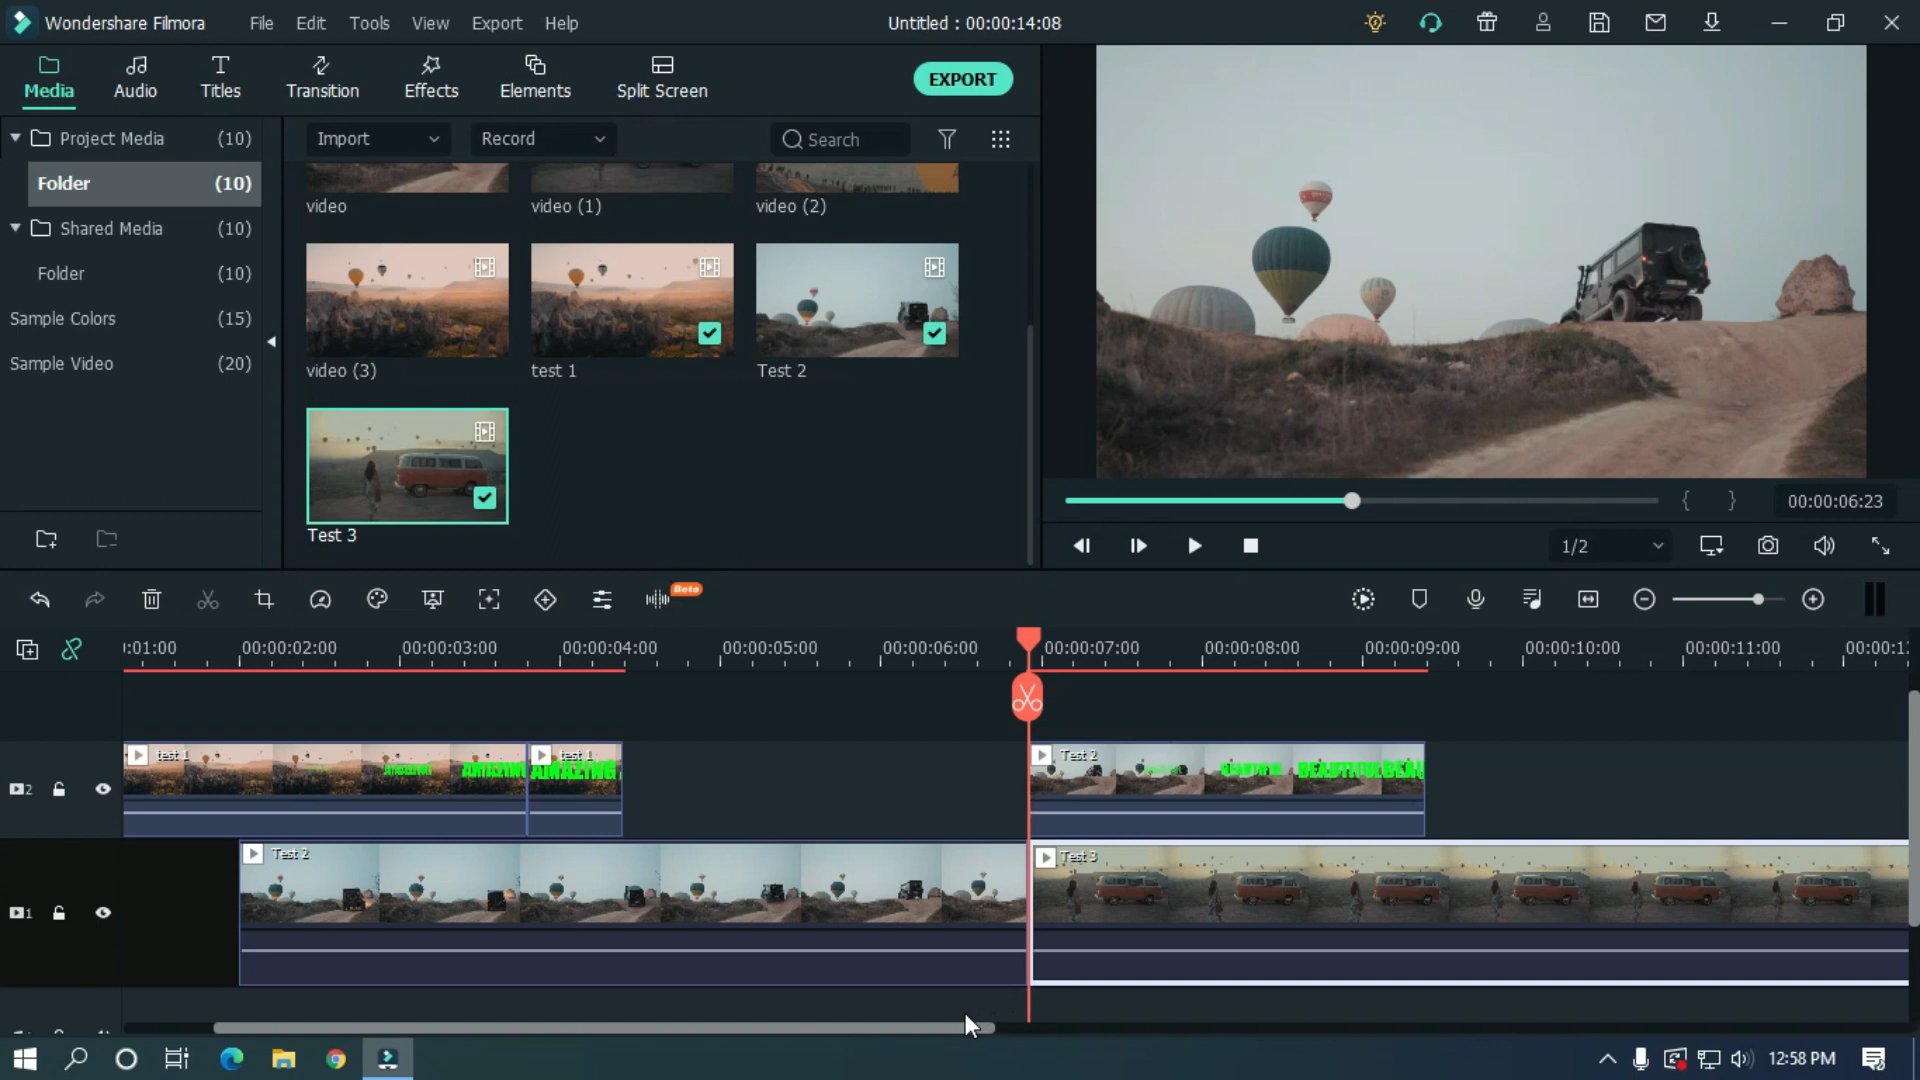 Wondershare Filmora File Edit Tools View Export Help Untitled : 00:00:14:08
Media Audio Titles Transition Effects Elements Split Screen EXPORT
Project Media (10) Import Record Search
Folder (10)
video video (1) video (2)
Shared Media (10)
Folder (10)
Sample Colors (15)
Sample Video (20)
video (3) test 1 Test 2
Test 3
00:00:06:23
1/2
Beta
00:00:02:00 00:00:03:00 00:00:04:00 00:00:05:00 00:00:06:00 00:00:07:00 00:00:08:00 00:00:09:00 00:00:10:00 00:00:11:00
test 1 test 1 Test 2
AMAZING AMAZING BEAUTIFUL
2
Test 2 Test 3
1
12:58 PM